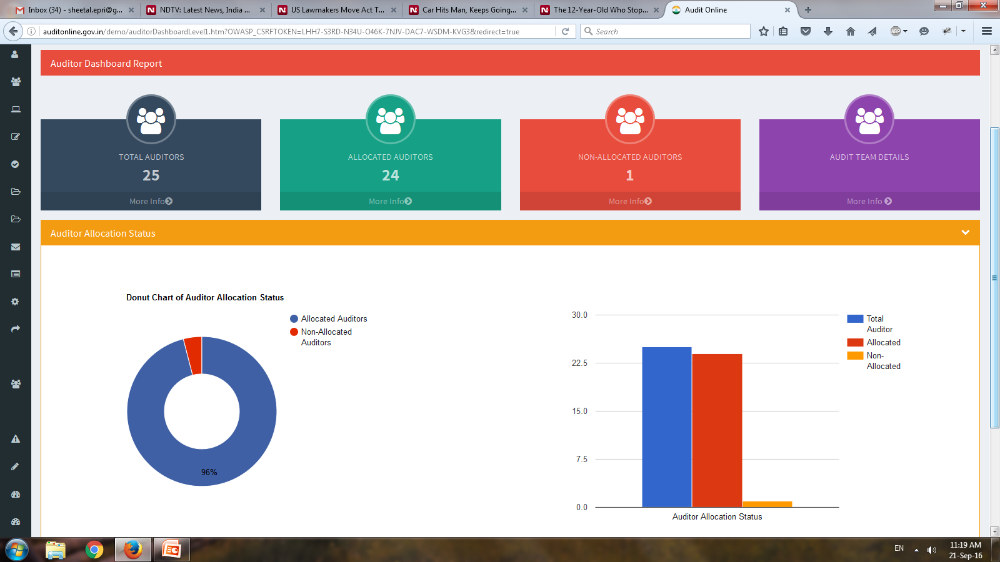 Inbox (34) - sheetal.epri@g...
NDTV: Latest News, India ...
US Lawmakers Move Act T...
Car Hits Man, Keeps Going...
The 12-Year-Old Who Stop...
Audit Online
auditonline.gov.in/demo/auditorDashboardLevel1.htm?OWASP_CSRFTOKEN=LHH7-S3RD-N34U-O46K-7NJV-DAC7-WSDM-KVG3&redirect=true
Search
ABP
Auditor Dashboard Report
TOTAL AUDITORS
25
More Info
ALLOCATED AUDITORS
24
More Info
NON-ALLOCATED AUDITORS
1
More Info
AUDIT TEAM DETAILS
More Info
Auditor Allocation Status
Donut Chart of Auditor Allocation Status
Allocated Auditors
Non-Allocated
Auditors
96%
30.0
22.5
15.0
7.5
0.0
Auditor Allocation Status
Total
Auditor
Allocated
Non-
Allocated
EN
11:19 AM
21-Sep-16